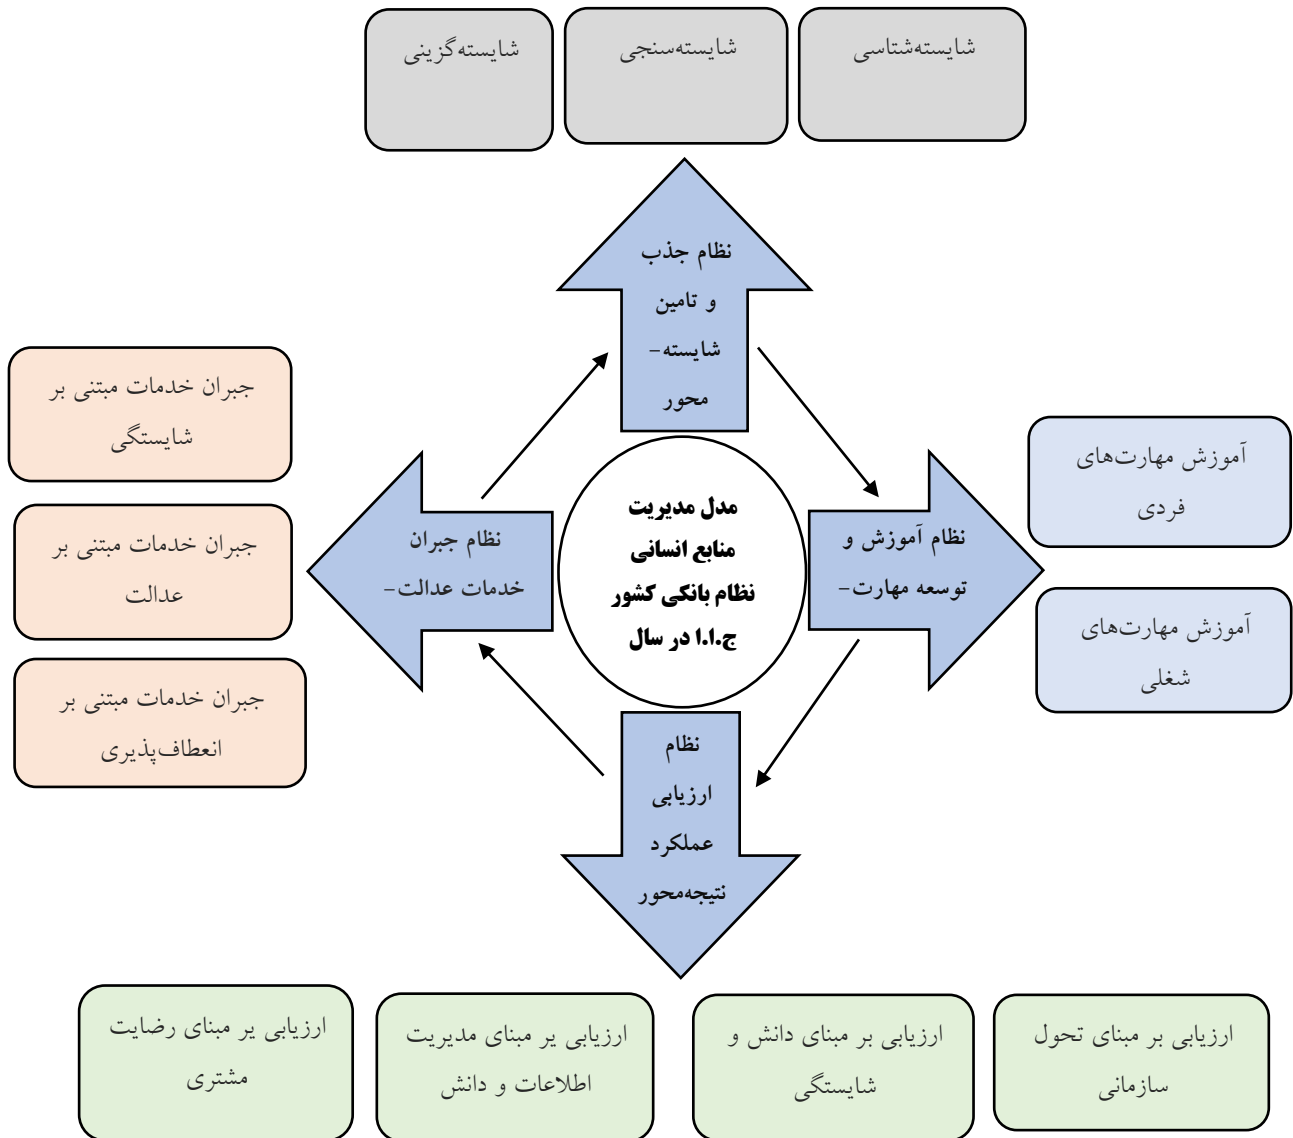 شایسته‌شتاسی
شایسته‌سنجی
شایسته‌گزینی
نظام جذب
و تامین
شایسته-
محور
جبران خدمات مبتنی بر
شایستگی
جبران خدمات مبتنی بر
عدالت
جبران خدمات مبتنی بر
انعطاف‌پذیری
نظام جبران
خدمات عدالت-
مدل مدیریت
منابع انسانی
نظام بانکی کشور
ج.ا.ا در سال
نظام آموزش و
توسعه مهارت-
آموزش مهارت‌های
فردی
آموزش مهارت‌های
شغلی
نظام
ارزیابی
عملکرد
نتیجه‌محور
ارزیابی بر مبنای تحول
سازمانی
ارزیابی بر مبنای دانش و
شایستگی
ارزیابی یر مبنای مدیریت
اطلاعات و دانش
ارزیابی یر مبنای رضایت
مشتری